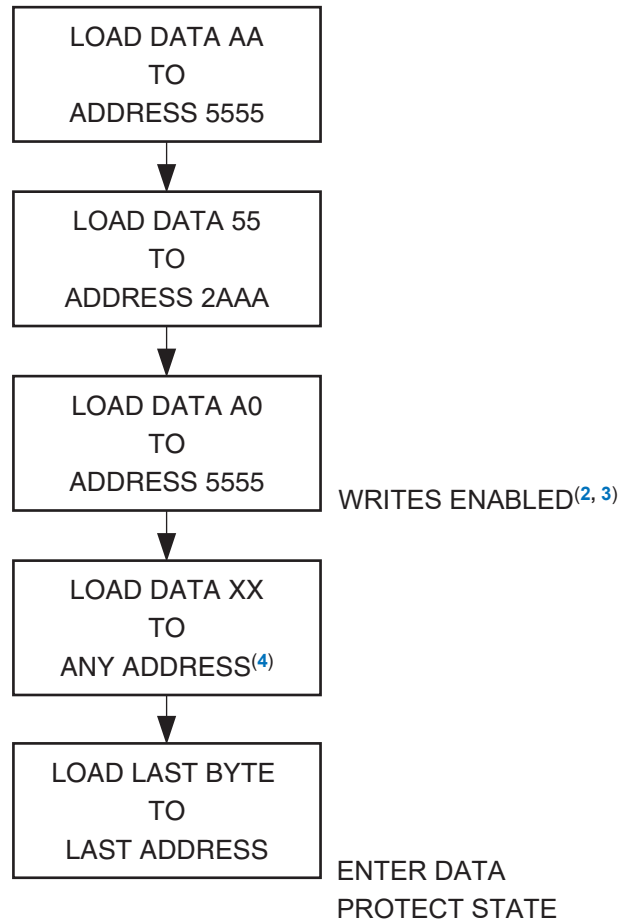 LOAD DATA AA
TO
ADDRESS 5555
LOAD DATA 55
TO
ADDRESS 2AAA
LOAD DATA A0
TO
ADDRESS 5555
WRITES ENABLED(2, 3)
LOAD DATA XX
TO
ANY ADDRESS(4)
LOAD LAST BYTE
TO
LAST ADDRESS
ENTER DATA
PROTECT STATE